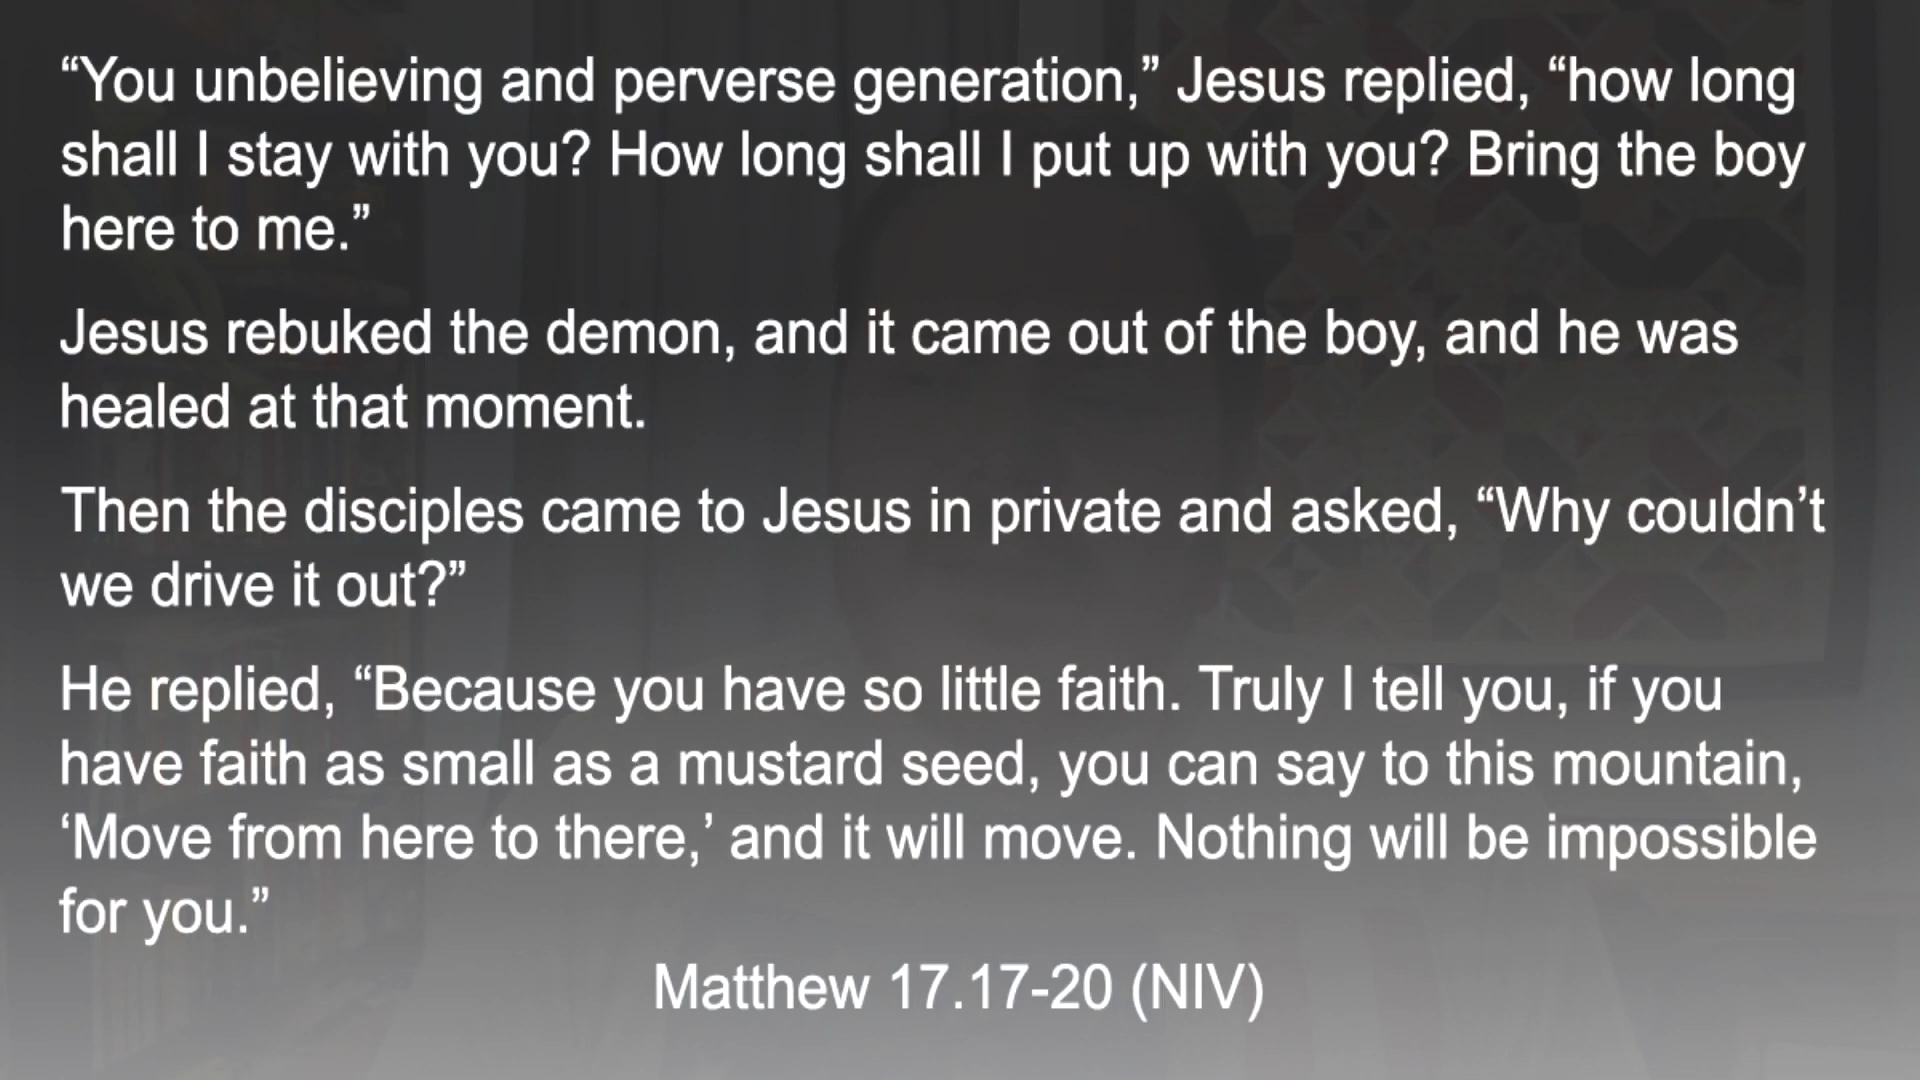 “You unbelieving and perverse generation,” Jesus replied, “how long
shall I stay with you? How long shall I put up with you? Bring the boy
here to me.”
Jesus rebuked the demon, and it came out of the boy, and he was
healed at that moment.
Then the disciples came to Jesus in private and asked, “Why couldn’t
we drive it out?”
He replied, “Because you have so little faith. Truly I tell you, if you
have faith as small as a mustard seed, you can say to this mountain,
‘Move from here to there,’ and it will move. Nothing will be impossible
for you.”
Matthew 17.17-20 (NIV)